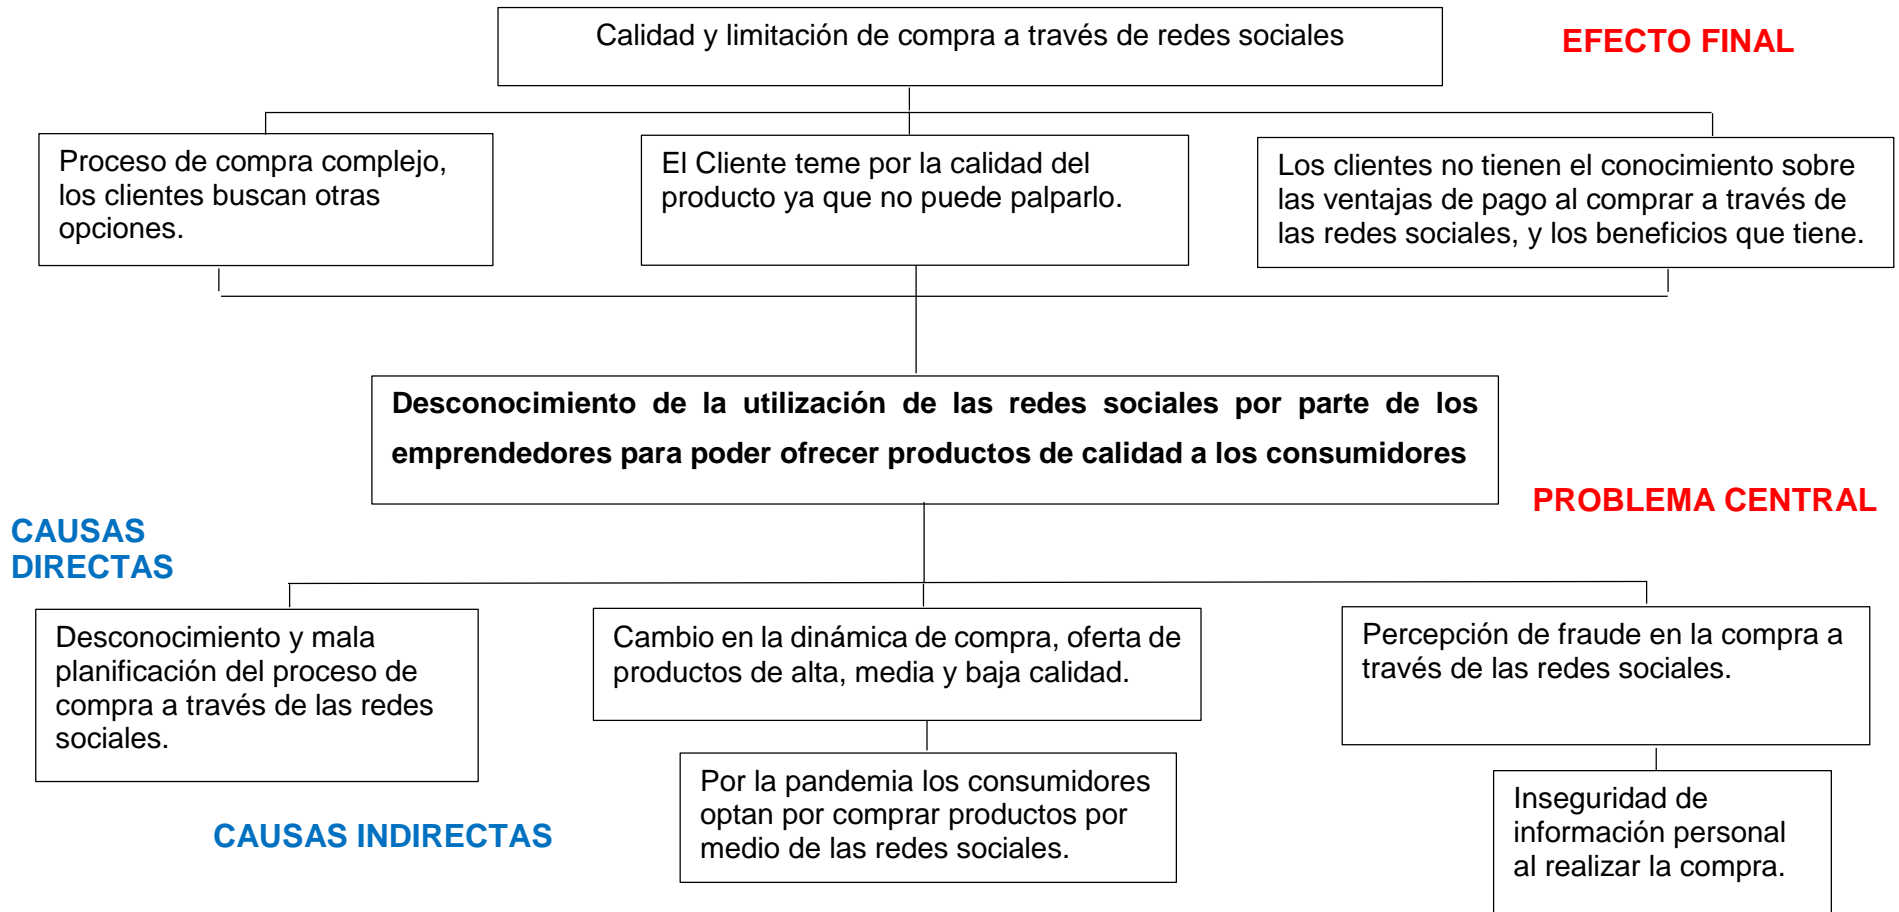 Calidad y limitación de compra a través de redes sociales
EFECTO FINAL
Proceso de compra complejo,
los clientes buscan otras
opciones.
El Cliente teme por la calidad del
producto ya que no puede palparlo.
Los clientes no tienen el conocimiento sobre
las ventajas de pago al comprar a través de
las redes sociales, y los beneficios que tiene.
Desconocimiento de la utilización de las redes sociales por parte de los
emprendedores para poder ofrecer productos de calidad a los consumidores
PROBLEMA CENTRAL
CAUSAS
DIRECTAS
Desconocimiento y mala
planificación del proceso de
compra a través de las redes
sociales.
Cambio en la dinámica de compra, oferta de
productos de alta, media y baja calidad.
Percepción de fraude en la compra a
través de las redes sociales.
CAUSAS INDIRECTAS
Por la pandemia los consumidores
optan por comprar productos por
medio de las redes sociales.
Inseguridad de
información personal
al realizar la compra.